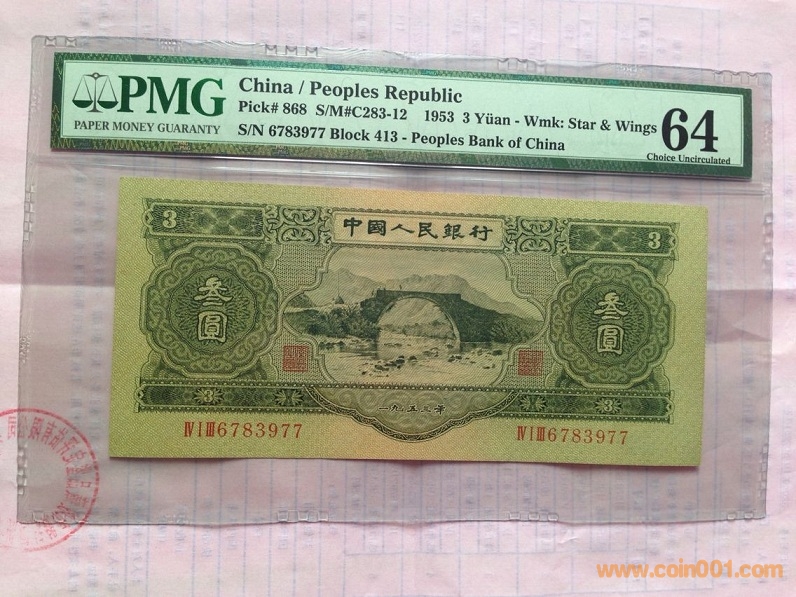 PMG
PAPER MONEY GUARANTY
China / Peoples Republic
Pick# 868 S/M#C283-12 1953 3 Yüan - Wmk: Star & Wings
S/N 6783977 Block 413 - Peoples Bank of China
64
Choice Uncirculated
中國人民銀行
3
3
叁圓
叁圓
3
3
一九五三年
IV I III 6783977
IV I III 6783977
www.coin001.com